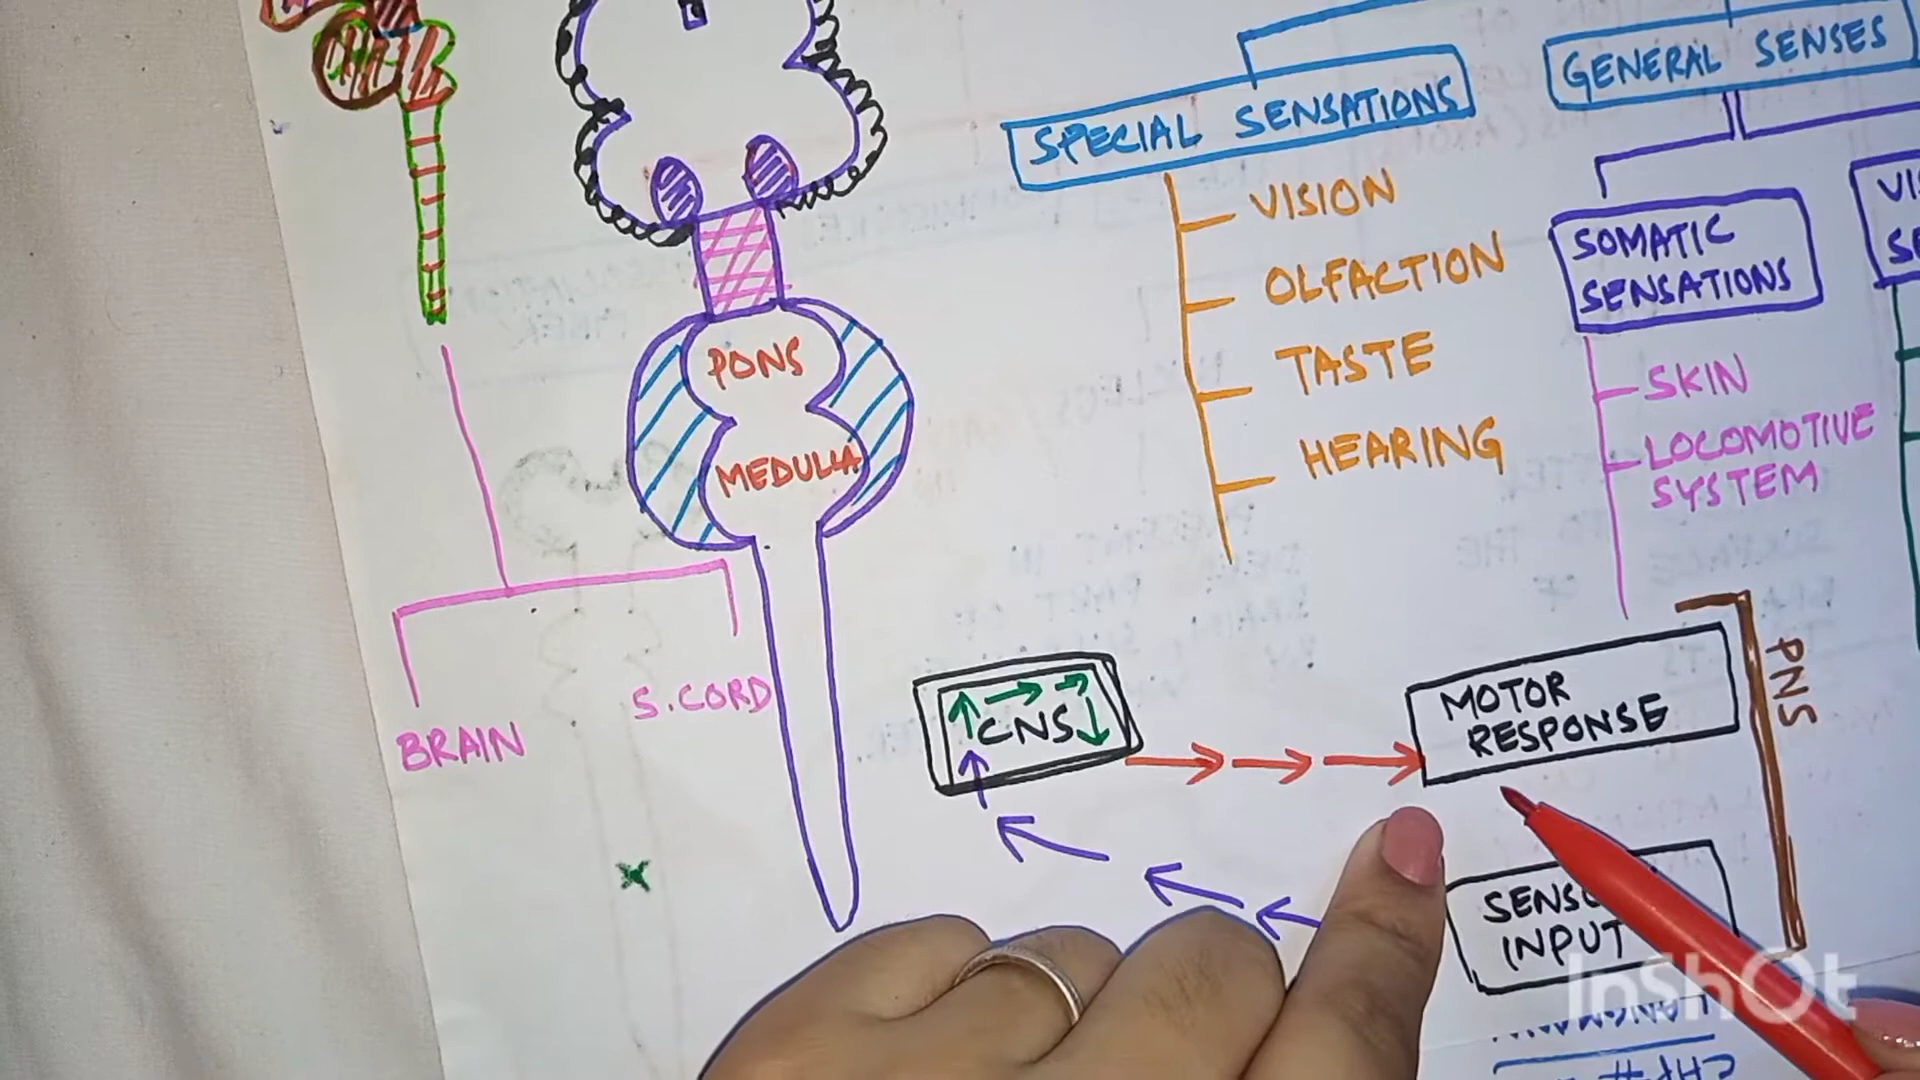 SPECIAL SENSATIONS
VISION
OLFACTION
TASTE
HEARING
GENERAL SENSES
SOMATIC
SENSATIONS
SKIN
LOCOMOTIVE
SYSTEM
PONS
MEDULLA
BRAIN
S. CORD
CNS
MOTOR
RESPONSE
INPUT
PNS
InShOt